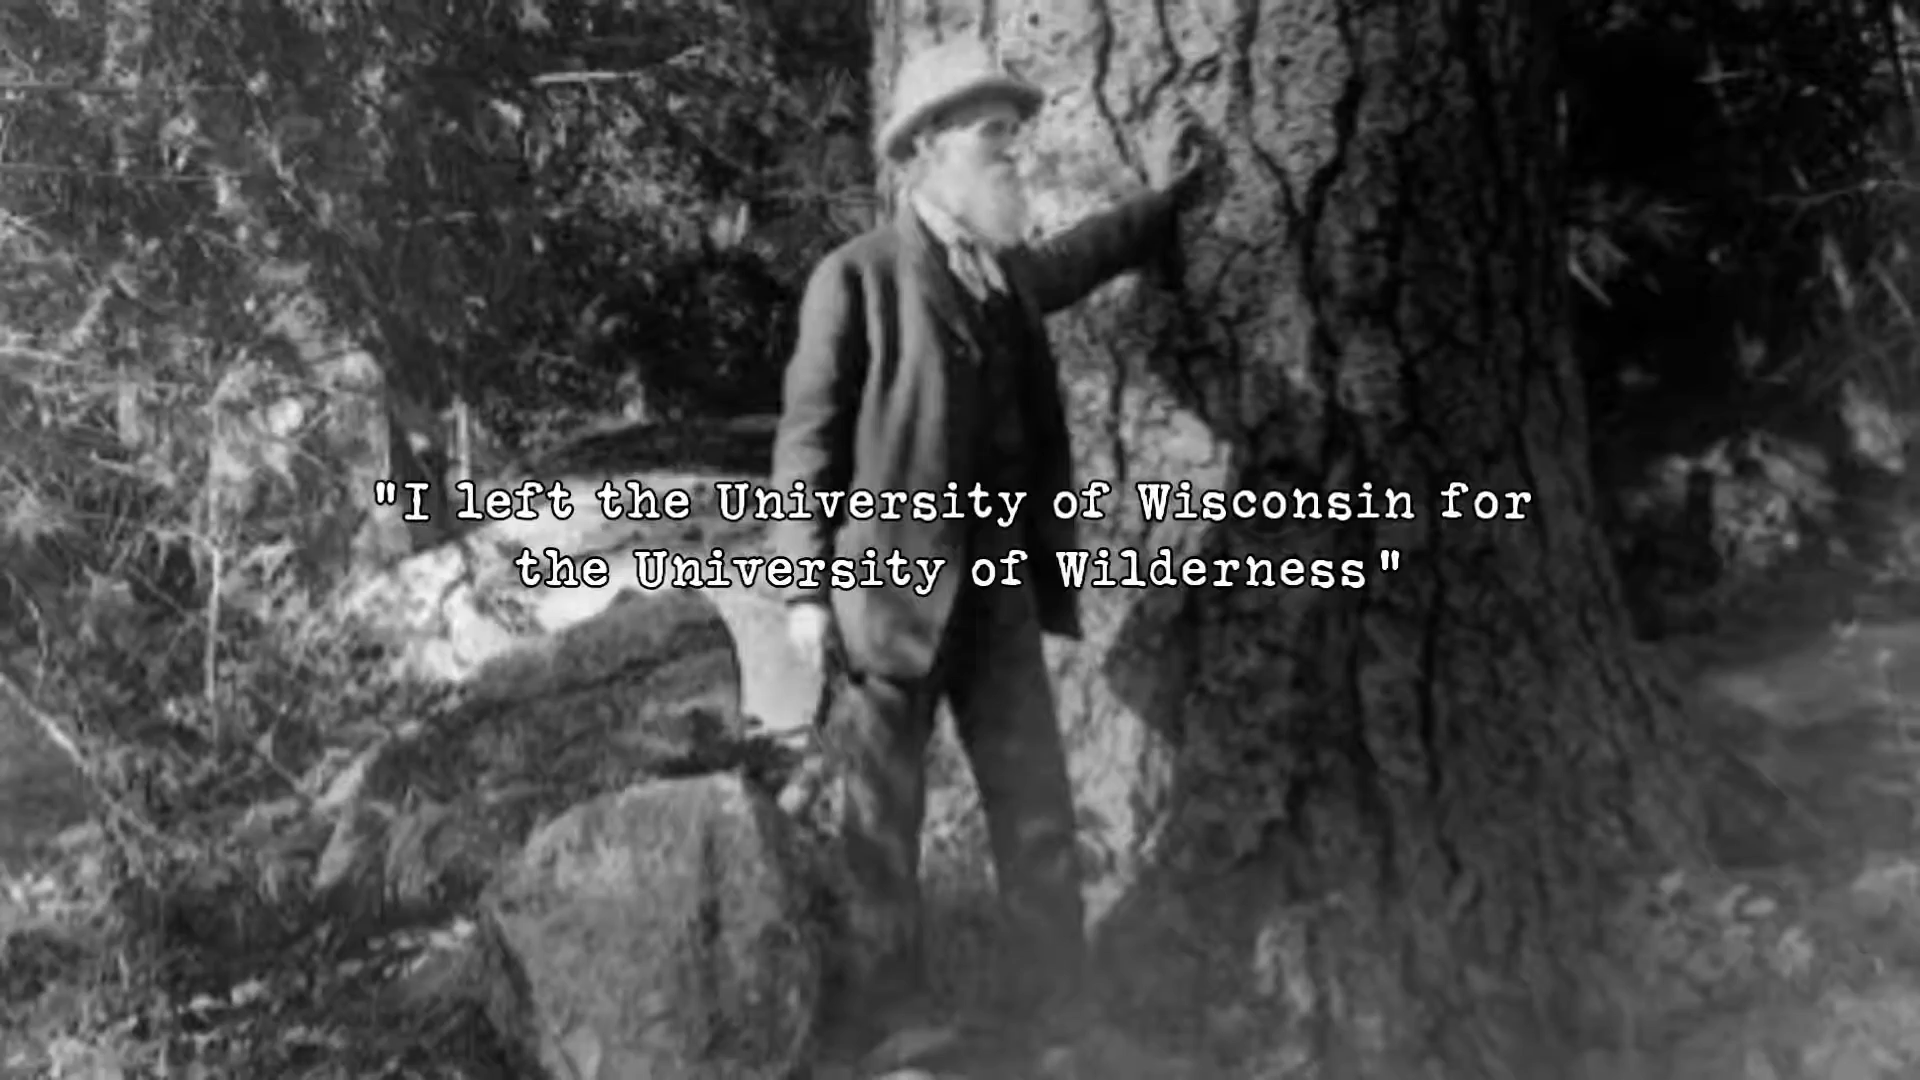 "I left the University of Wisconsin for
the University of Wilderness"